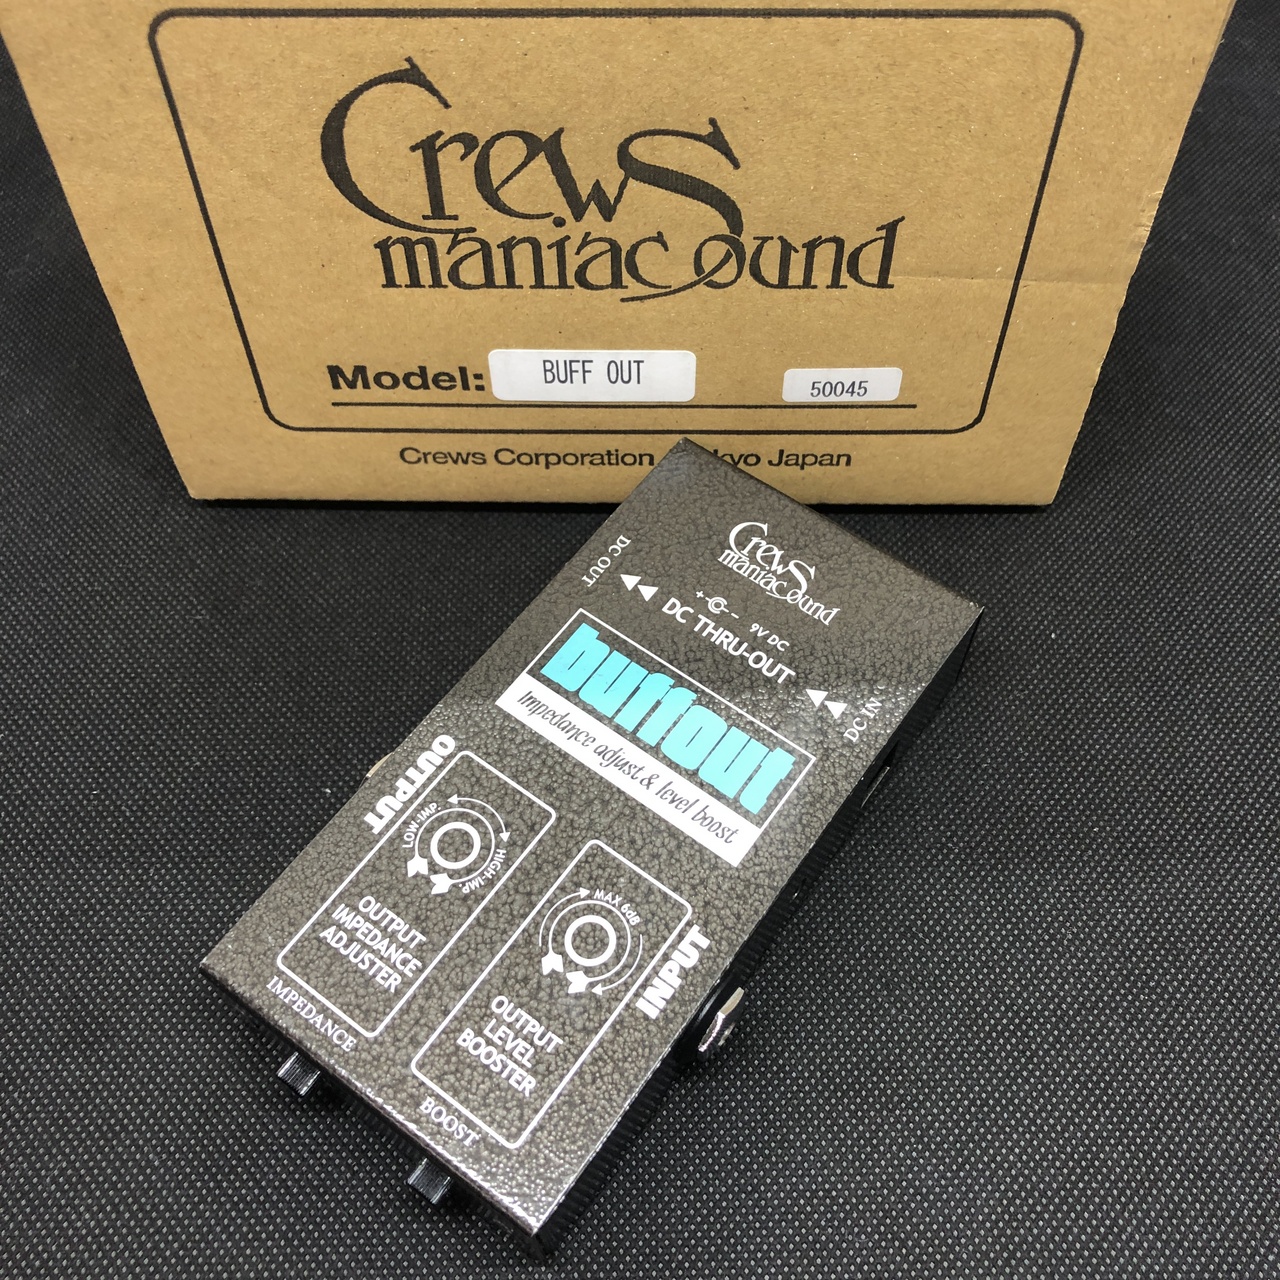 Crews
maniac sound
Model: BUFF OUT 50045
Crews Corporation kyo Japan
Crews
maniac sound
DC OUT
+ - 9V DC
DC THRU-OUT
DC IN
buffout
Impedance adjust & level boost
OUTPUT
LOW-IMP.
HIGH-IMP.
OUTPUT
IMPEDANCE
ADJUSTER
IMPEDANCE
INPUT
MAX 6dB
OUTPUT
LEVEL
BOOSTER
BOOST